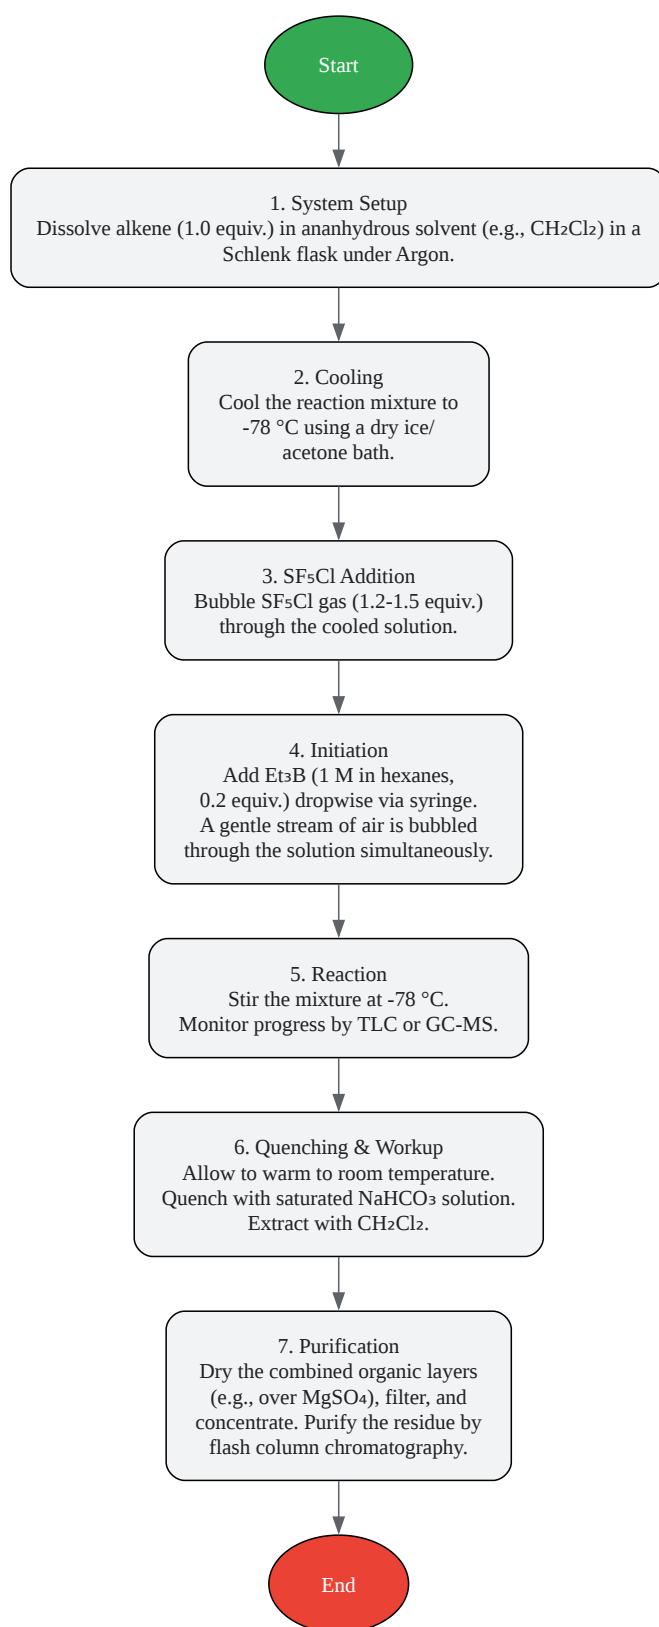 Start
1. System Setup
Dissolve alkene (1.0 equiv.) in ananhydrous solvent (e.g., CH₂Cl₂) in a
Schlenk flask under Argon.
2. Cooling
Cool the reaction mixture to
-78 °C using a dry ice/
acetone bath.
3. SF₅Cl Addition
Bubble SF₅Cl gas (1.2-1.5 equiv.)
through the cooled solution.
4. Initiation
Add Et₃B (1 M in hexanes,
0.2 equiv.) dropwise via syringe.
A gentle stream of air is bubbled
through the solution simultaneously.
5. Reaction
Stir the mixture at -78 °C.
Monitor progress by TLC or GC-MS.
6. Quenching & Workup
Allow to warm to room temperature.
Quench with saturated NaHCO₃ solution.
Extract with CH₂Cl₂.
7. Purification
Dry the combined organic layers
(e.g., over MgSO₄), filter, and
concentrate. Purify the residue by
flash column chromatography.
End